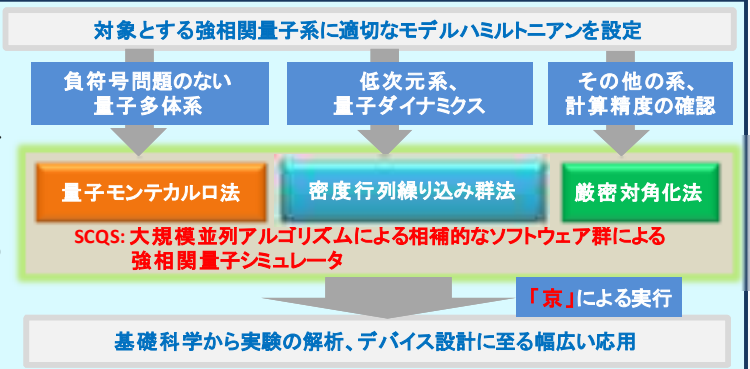 対象とする強相関量子系に適切なモデルハミルトニアンを設定
負符号問題のない
量子多体系
低次元系、
量子ダイナミクス
その他の系、
計算精度の確認
量子モンテカルロ法
密度行列繰り込み群法
厳密対角化法
SCQS: 大規模並列アルゴリズムによる相補的なソフトウェア群による
強相関量子シミュレータ
「京」による実行
基礎科学から実験の解析、デバイス設計に至る幅広い応用